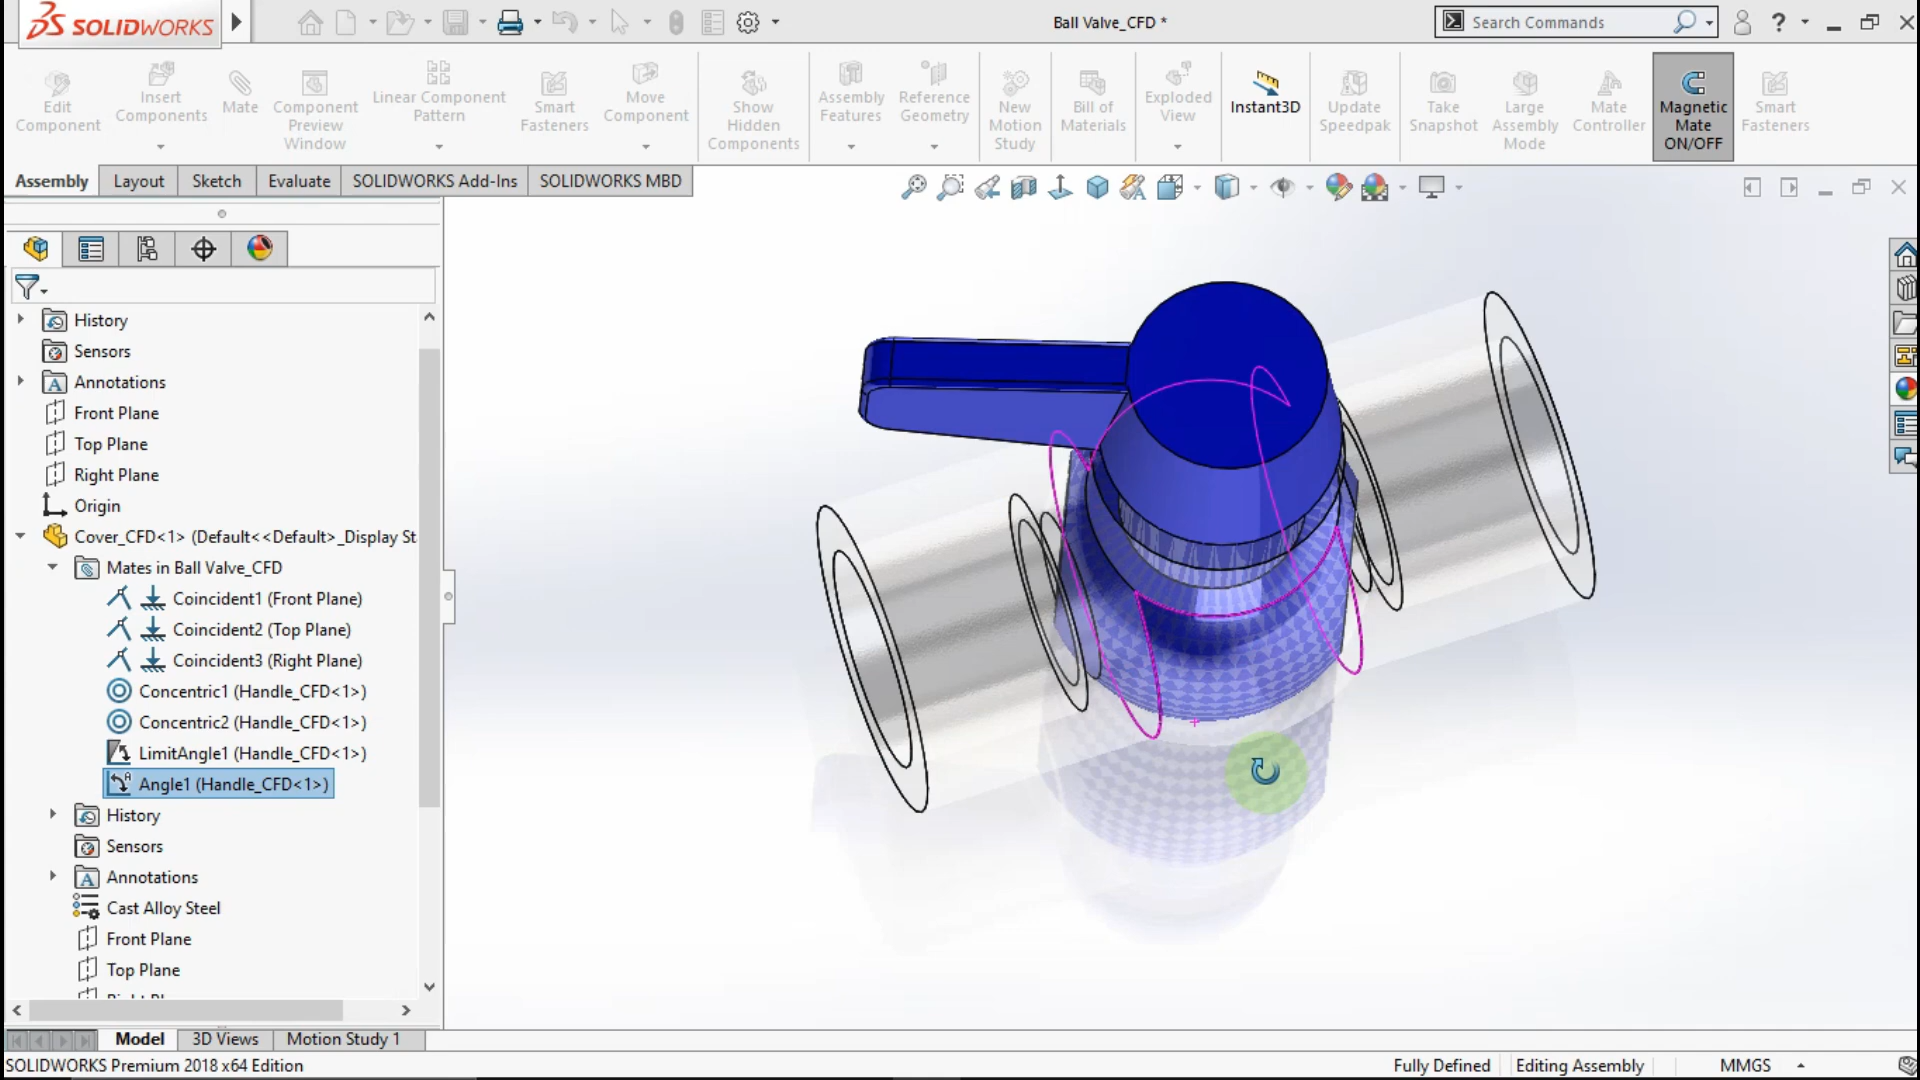 SOLIDWORKS
Ball Valve_CFD *
Search Commands
Edit Component
Insert Components
Mate
Component Preview Window
Linear Component Pattern
Smart Fasteners
Move Component
Show Hidden Components
Assembly Features
Reference Geometry
New Motion Study
Bill of Materials
Exploded View
Instant3D
Update Speedpak
Take Snapshot
Large Assembly Mode
Mate Controller
Magnetic Mate ON/OFF
Smart Fasteners
Assembly
Layout
Sketch
Evaluate
SOLIDWORKS Add-Ins
SOLIDWORKS MBD
History
Sensors
Annotations
Front Plane
Top Plane
Right Plane
Origin
Cover_CFD<1> (Default<<Default>_Display St
Mates in Ball Valve_CFD
Coincident1 (Front Plane)
Coincident2 (Top Plane)
Coincident3 (Right Plane)
Concentric1 (Handle_CFD<1>)
Concentric2 (Handle_CFD<1>)
LimitAngle1 (Handle_CFD<1>)
Angle1 (Handle_CFD<1>)
History
Sensors
Annotations
Cast Alloy Steel
Front Plane
Top Plane
Model
3D Views
Motion Study 1
SOLIDWORKS Premium 2018 x64 Edition
Fully Defined
Editing Assembly
MMGS